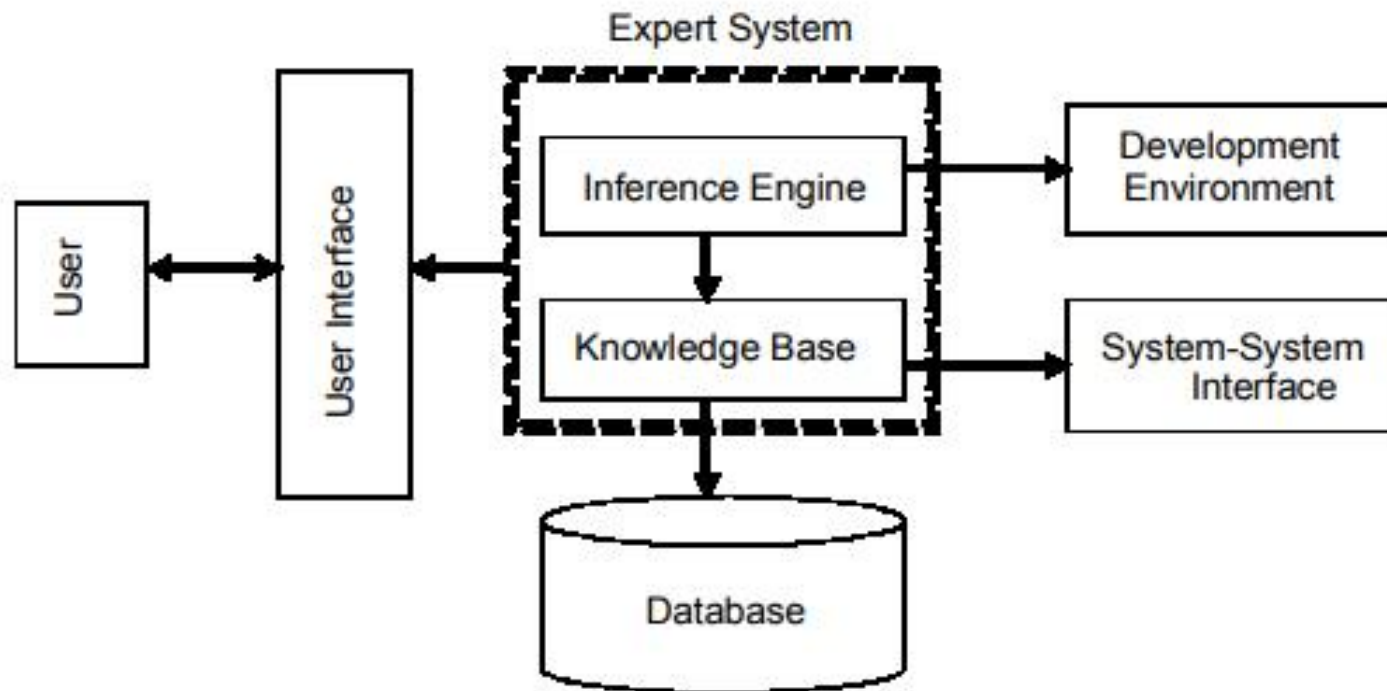 Expert System
User
User Interface
Inference Engine
Knowledge Base
Development
Environment
System-System
Interface
Database